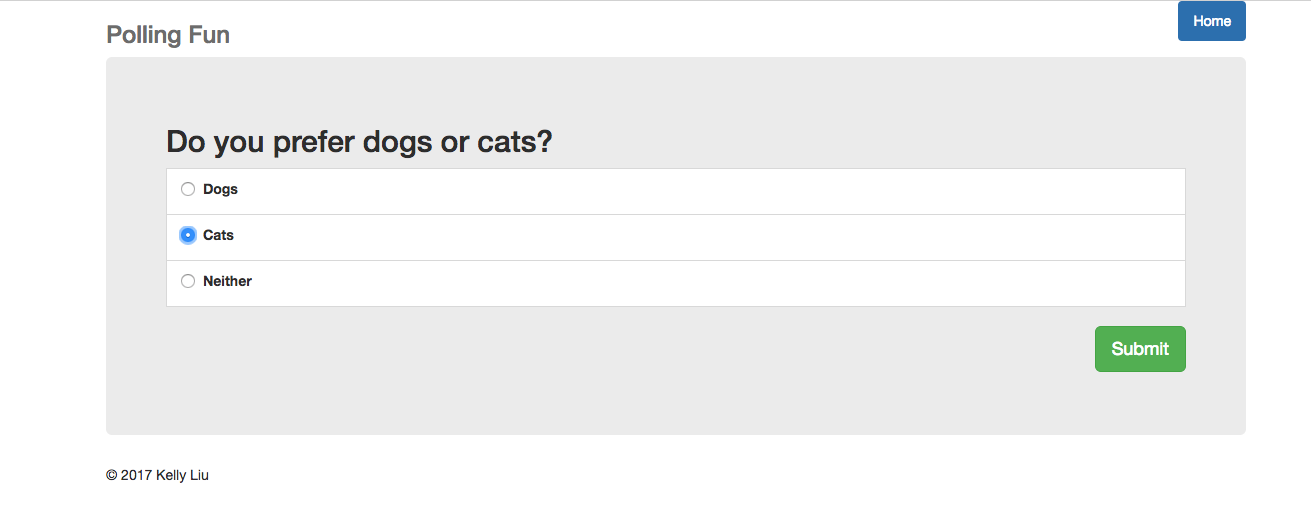 Polling Fun
Home
Do you prefer dogs or cats?
Dogs
Cats
Neither
Submit
© 2017 Kelly Liu